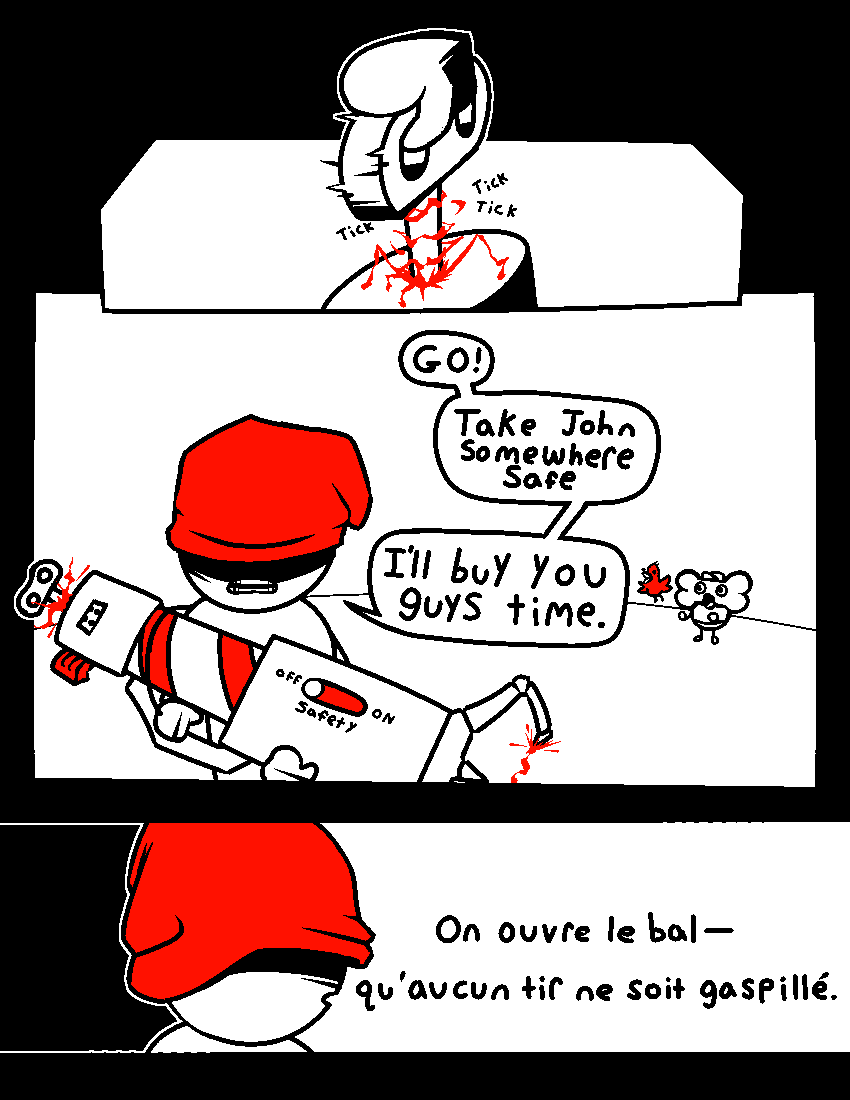 Tick
Tick
Tick
GO!
Take John
Somewhere
Safe
I'll buy you
guys time.
OFF
ON
Safety
On ouvre le bal—
qu'aucun tir ne soit gaspillé.